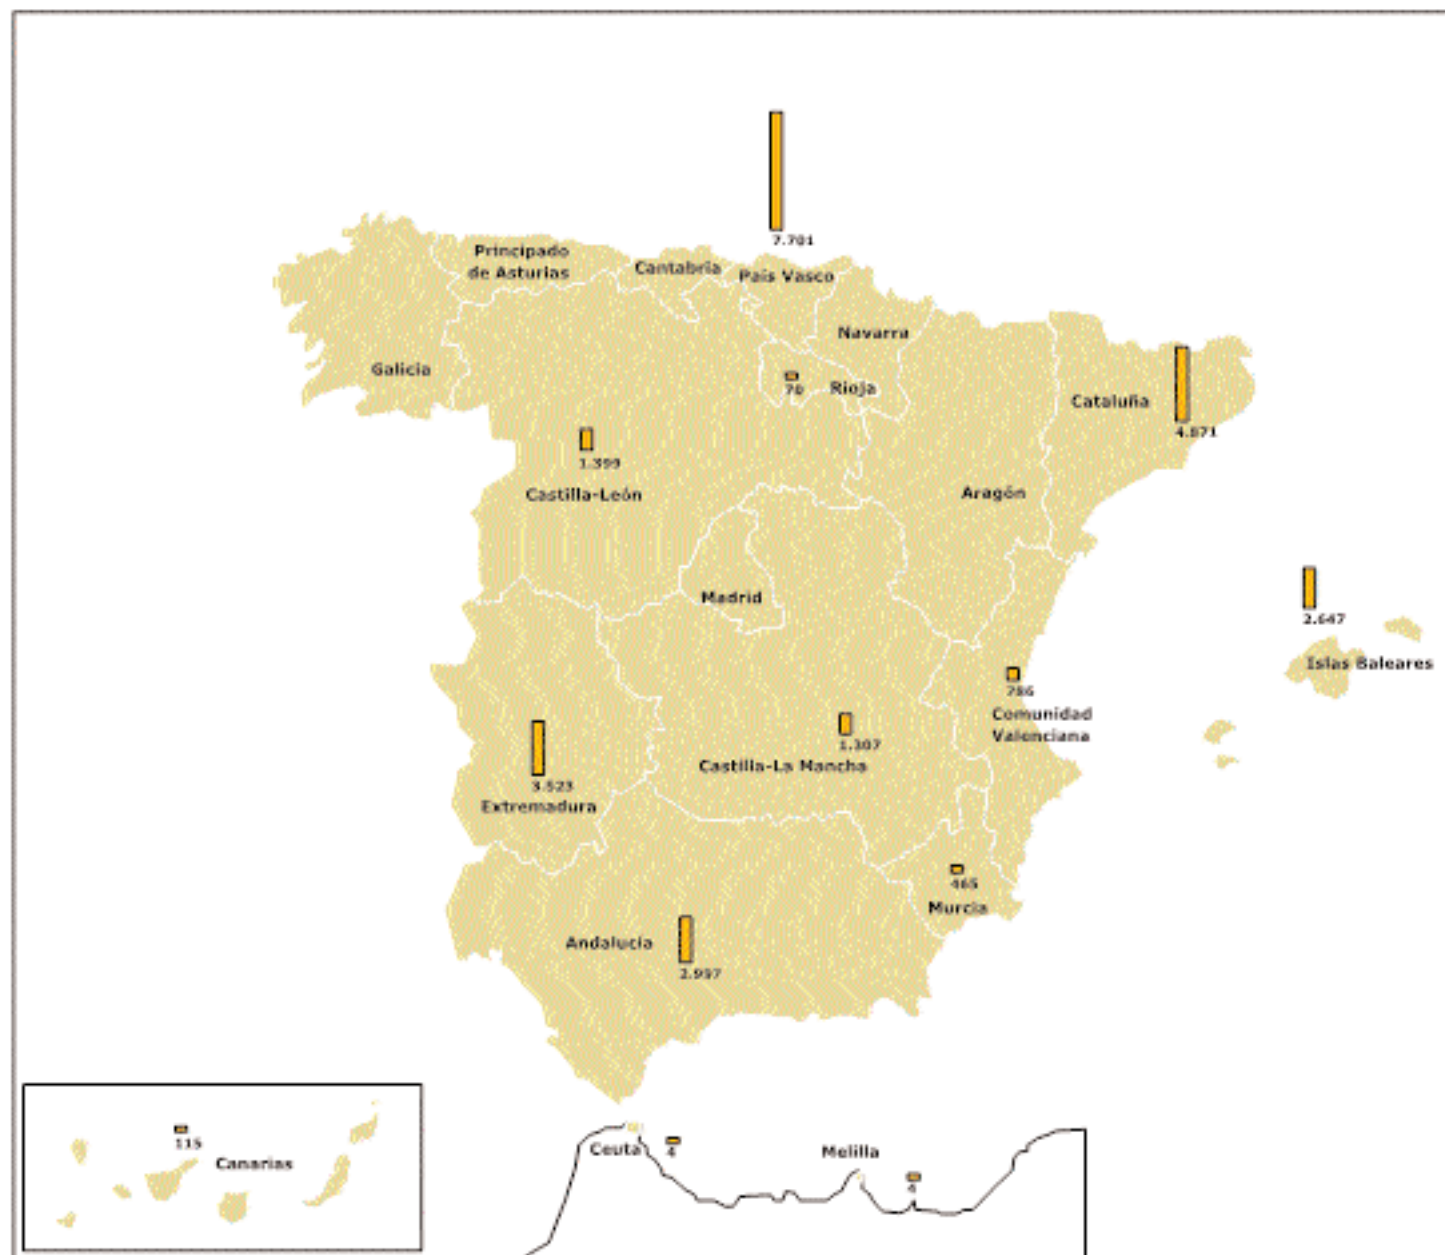 7.701
Principado
de Asturias
Cantabria
País Vasco
Navarra
Galicia
70
Rioja
Cataluña
4.871
1.399
Castilla-León
Aragón
Madrid
2.647
Islas Baleares
786
Comunidad
Valenciana
1.307
Castilla-La Mancha
3.523
Extremadura
465
Murcia
Andalucía
2.997
115
Canarias
Ceuta
4
Melilla
4